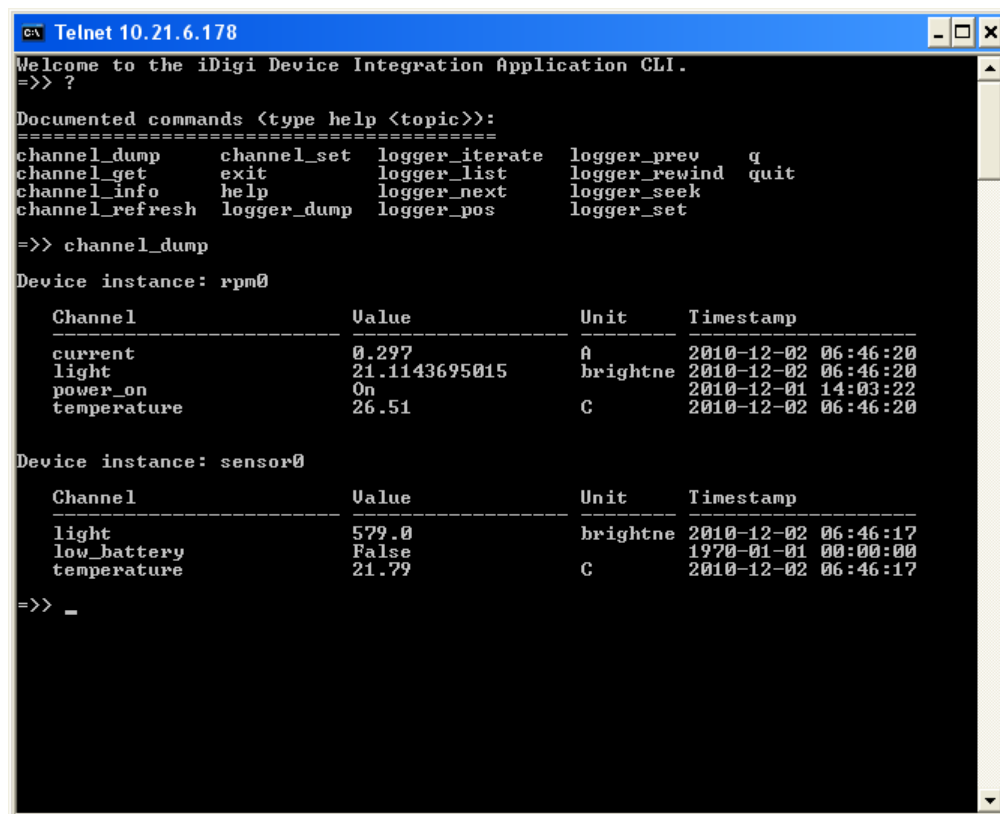 Telnet 10.21.6.178
Welcome to the iDigi Device Integration Application CLI.
=>> ?
Documented commands (type help <topic>):
========================================
channel_dump channel_set logger_iterate logger_prev q
channel_get exit logger_list logger_rewind quit
channel_info help logger_next logger_seek
channel_refresh logger_dump logger_pos logger_set
=>> channel_dump
Device instance: rpm0
Channel Value Unit Timestamp
------------------------ ------------------ -------- -------------------
current 0.297 A 2010-12-02 06:46:20
light 21.1143695015 brightne 2010-12-02 06:46:20
power_on On 2010-12-01 14:03:22
temperature 26.51 C 2010-12-02 06:46:20
Device instance: sensor0
Channel Value Unit Timestamp
------------------------ ------------------ -------- -------------------
light 579.0 brightne 2010-12-02 06:46:17
low_battery False 1970-01-01 00:00:00
temperature 21.79 C 2010-12-02 06:46:17
=>> _